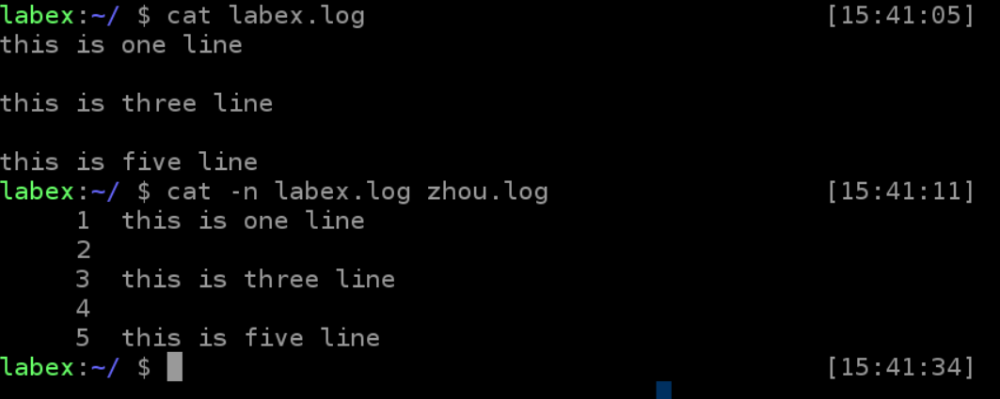 labex:~/ $ cat labex.log [15:41:05]
this is one line

this is three line

this is five line
labex:~/ $ cat -n labex.log zhou.log [15:41:11]
     1  this is one line
     2
     3  this is three line
     4
     5  this is five line
labex:~/ $ [15:41:34]